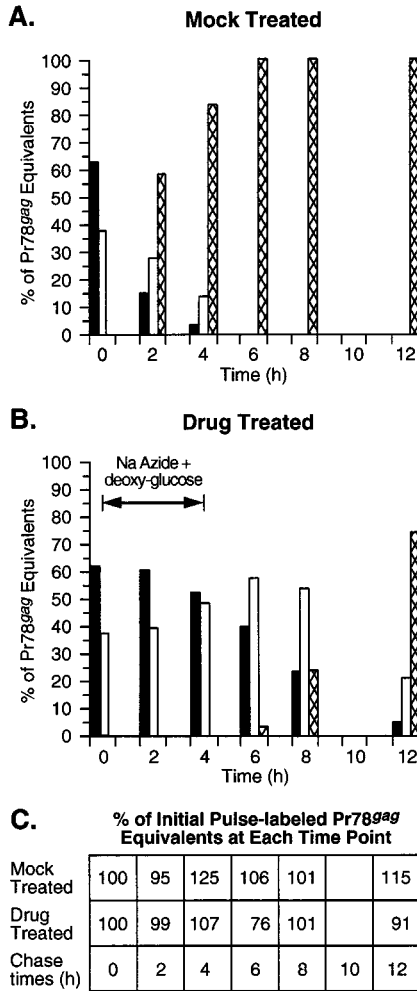 A.
Mock Treated
% of Pr78gag Equivalents
100
90
80
70
60
50
40
30
20
10
0
0 2 4 6 8 10 12
Time (h)
B.
Drug Treated
Na Azide +
deoxy-glucose
% of Pr78gag Equivalents
100
90
80
70
60
50
40
30
20
10
0
0 2 4 6 8 10 12
Time (h)
C.
% of Initial Pulse-labeled Pr78gag
Equivalents at Each Time Point
Mock
Treated 100 95 125 106 101 115
Drug
Treated 100 99 107 76 101 91
Chase
times (h) 0 2 4 6 8 10 12